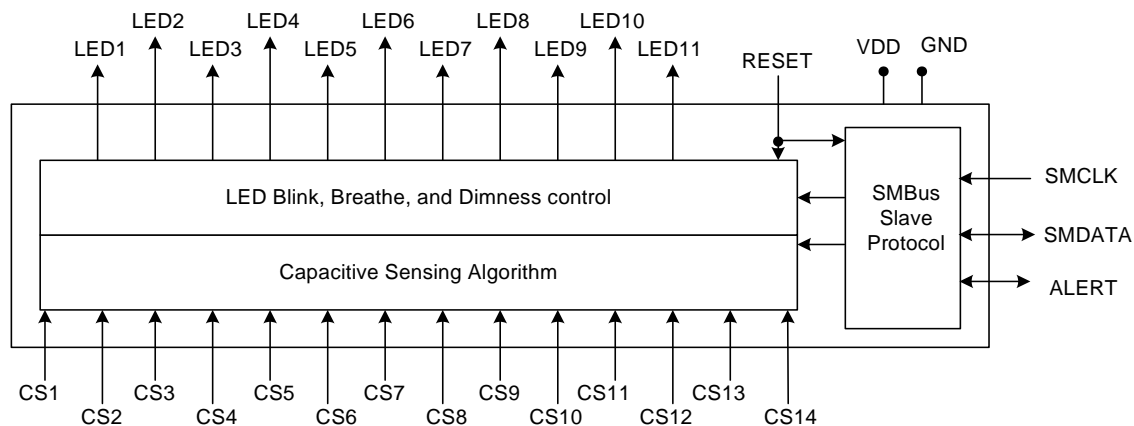 LED2 LED4 LED6 LED8 LED10
LED1 LED3 LED5 LED7 LED9 LED11
RESET
VDD
GND
LED Blink, Breathe, and Dimness control
Capacitive Sensing Algorithm
SMBus
Slave
Protocol
SMCLK
SMDATA
ALERT
CS1 CS3 CS5 CS7 CS9 CS11 CS13
CS2 CS4 CS6 CS8 CS10 CS12 CS14